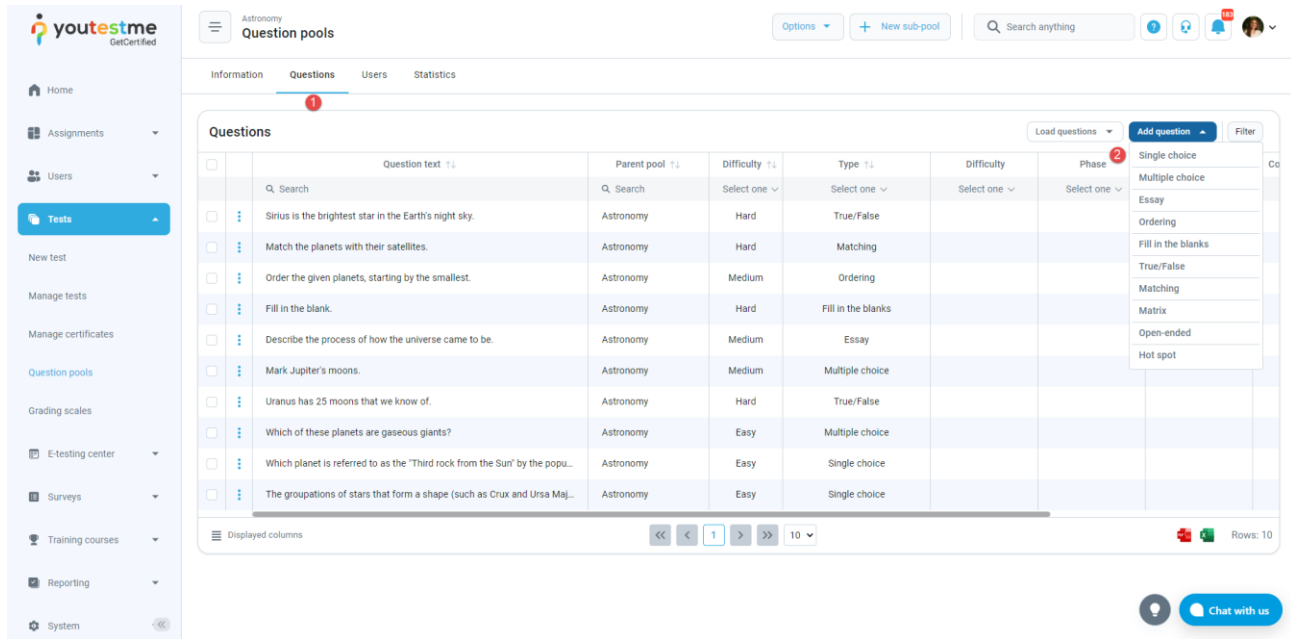 youtestme
GetCertified
Astronomy
Question pools
Options
New sub-pool
Search anything
?
183
Home
Assignments
Users
Tests
New test
Manage tests
Manage certificates
Question pools
Grading scales
E-testing center
Surveys
Training courses
Reporting
System
Information Questions Users Statistics
1
Questions
Load questions
Add question
Filter
2
Single choice
Multiple choice
Essay
Ordering
Fill in the blanks
True/False
Matching
Matrix
Open-ended
Hot spot
Question text Parent pool Difficulty Type Difficulty Phase Co
Search Search Select one Select one Select one Select one
Sirius is the brightest star in the Earth's night sky. Astronomy Hard True/False
Match the planets with their satellites. Astronomy Hard Matching
Order the given planets, starting by the smallest. Astronomy Medium Ordering
Fill in the blank. Astronomy Hard Fill in the blanks
Describe the process of how the universe came to be. Astronomy Medium Essay
Mark Jupiter's moons. Astronomy Medium Multiple choice
Uranus has 25 moons that we know of. Astronomy Hard True/False
Which of these planets are gaseous giants? Astronomy Easy Multiple choice
Which planet is referred to as the "Third rock from the Sun" by the popu... Astronomy Easy Single choice
The groupations of stars that form a shape (such as Crux and Ursa Maj... Astronomy Easy Single choice
Displayed columns
1
10
Rows: 10
Chat with us